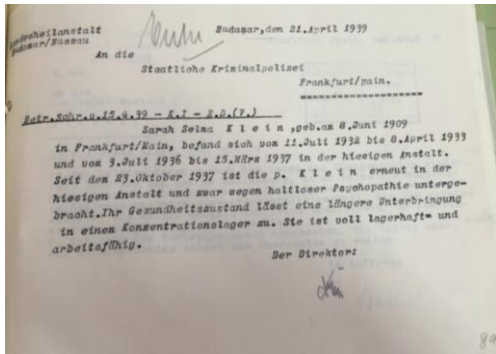 Landesheilanstalt
Hadamar/Nassau
Hadamar,den 21.April 1939
An die
Staatliche Kriminalpolizei
Frankfurt/Main.
Betr.Schr.v.15.4.39 - K.I - E.D.(V.)
Sarah Selma K l e i n ,geb.am 8.Juni 1909
in Frankfurt/Main, befand sich vom 11.Juli 1932 bis 8.April 1933
und vom 3.Juli 1936 bis 15.März 1937 in der hiesigen Anstalt.
Seit dem 23.Oktober 1937 ist die p. K l e i n erneut in der
hiesigen Anstalt und zwar wegen haltloser Psychopathie unterge-
bracht.Ihr Gesundheitszustand lässt eine längere Unterbringung
in einen Konzentrationslager zu. Sie ist voll lagerhaft- und
arbeitsfähig.
Der Direktor: